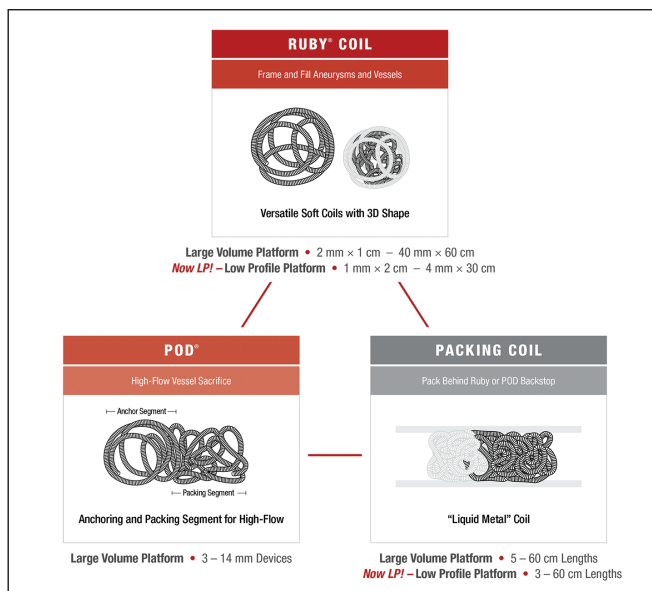 RUBY® COIL
Frame and Fill Aneurysms and Vessels
Versatile Soft Coils with 3D Shape
Large Volume Platform • 2 mm × 1 cm – 40 mm × 60 cm
Now LP! – Low Profile Platform • 1 mm × 2 cm – 4 mm × 30 cm
POD®
High-Flow Vessel Sacrifice
Anchor Segment
Packing Segment
Anchoring and Packing Segment for High-Flow
Large Volume Platform • 3 – 14 mm Devices
PACKING COIL
Pack Behind Ruby or POD Backstop
“Liquid Metal” Coil
Large Volume Platform • 5 – 60 cm Lengths
Now LP! – Low Profile Platform • 3 – 60 cm Lengths